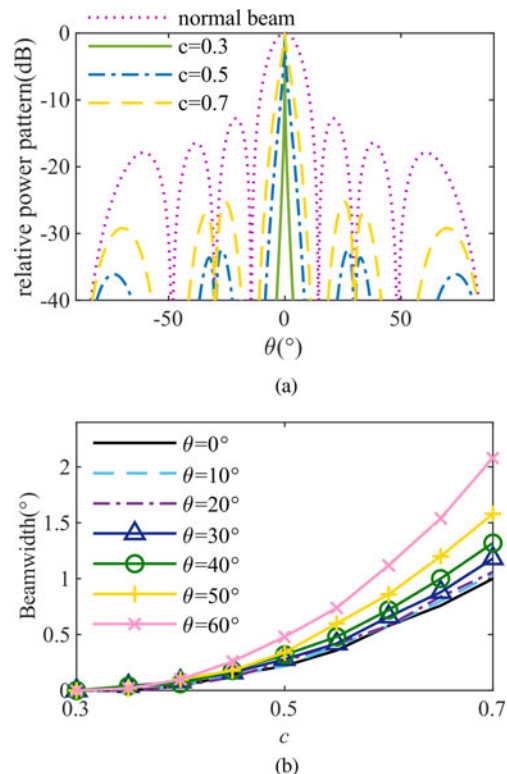 normal beam
c=0.3
c=0.5
c=0.7
relative power pattern(dB)
0
-10
-20
-30
-40
-50
0
50
θ(°)
(a)
θ=0°
θ=10°
θ=20°
θ=30°
θ=40°
θ=50°
θ=60°
Beamwidth(°)
2
1.5
1
0.5
0
0.3
0.5
0.7
c
(b)